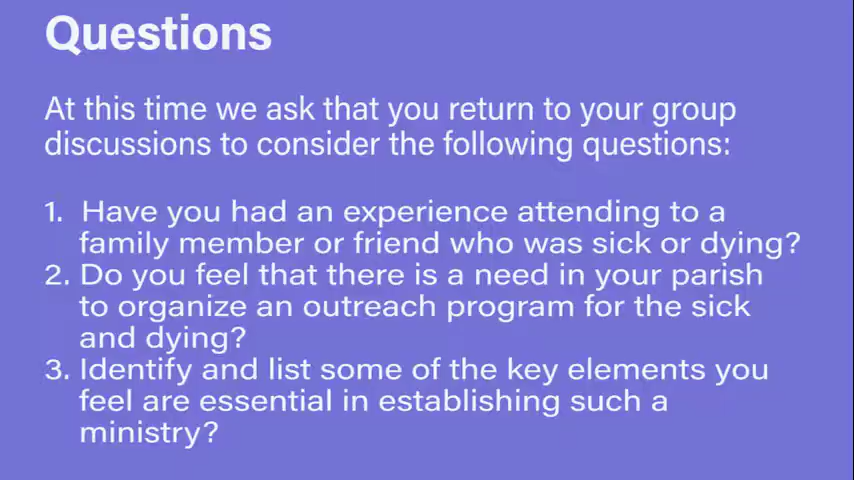 Questions
At this time we ask that you return to your group
discussions to consider the following questions:
1. Have you had an experience attending to a
family member or friend who was sick or dying?
2. Do you feel that there is a need in your parish
to organize an outreach program for the sick
and dying?
3. Identify and list some of the key elements you
feel are essential in establishing such a
ministry?